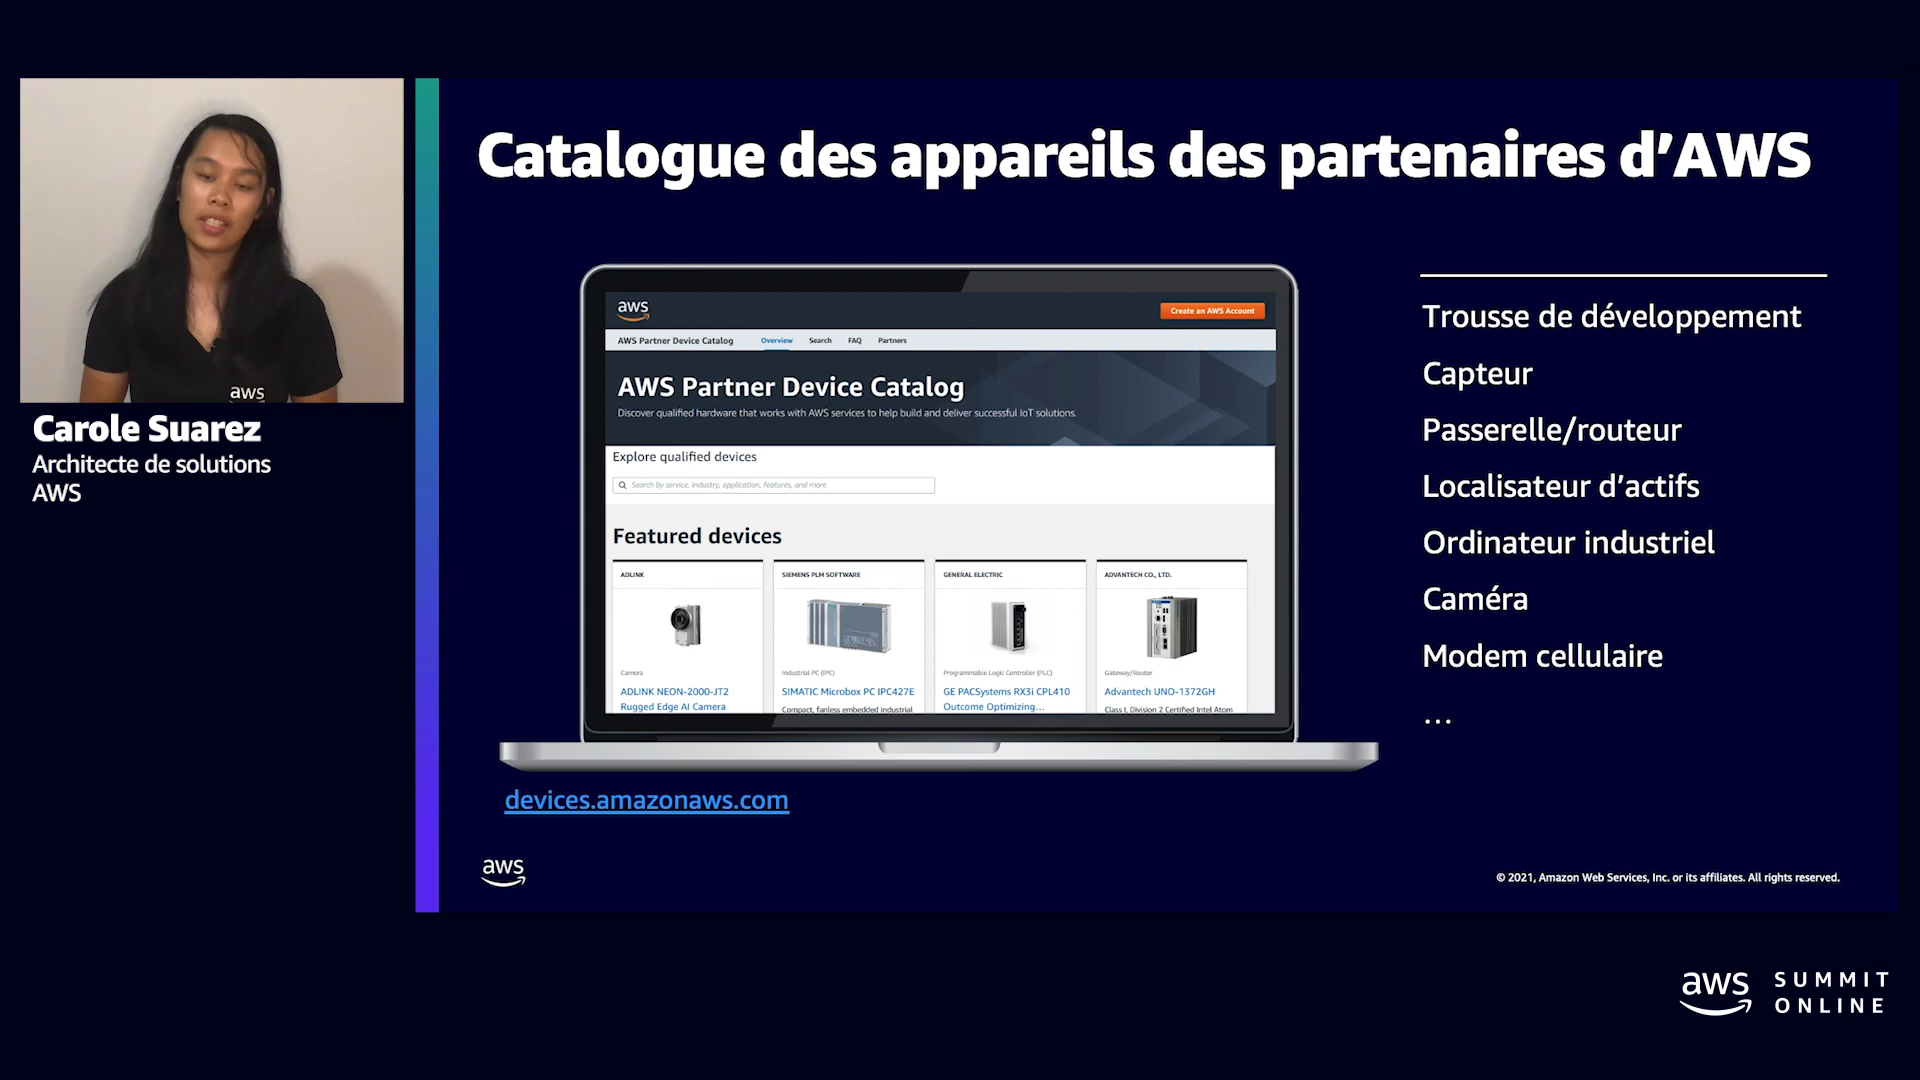 aws
Carole Suarez
Architecte de solutions
AWS
Catalogue des appareils des partenaires d’AWS
aws
Create an AWS Account
AWS Partner Device Catalog
Overview
Search
FAQ
Partners
AWS Partner Device Catalog
Discover qualified hardware that works with AWS services to help build and deliver successful IoT solutions.
Explore qualified devices
Search by service, industry, application, features, and more
Featured devices
ADLINK
Camera
ADLINK NEON-2000-JT2
Rugged Edge AI Camera
SIEMENS PLM SOFTWARE
Industrial PC (IPC)
SIMATIC Microbox PC IPC427E
Compact, fanless embedded industrial
GENERAL ELECTRIC
Programmable Logic Controller (PLC)
GE PACSystems RX3i CPL410
Outcome Optimizing...
ADVANTECH CO., LTD.
Gateway/Router
Advantech UNO-1372GH
Class I, Division 2 Certified Intel Atom
devices.amazonaws.com
Trousse de développement
Capteur
Passerelle/routeur
Localisateur d’actifs
Ordinateur industriel
Caméra
Modem cellulaire
...
aws
© 2021, Amazon Web Services, Inc. or its affiliates. All rights reserved.
aws
SUMMIT
ONLINE